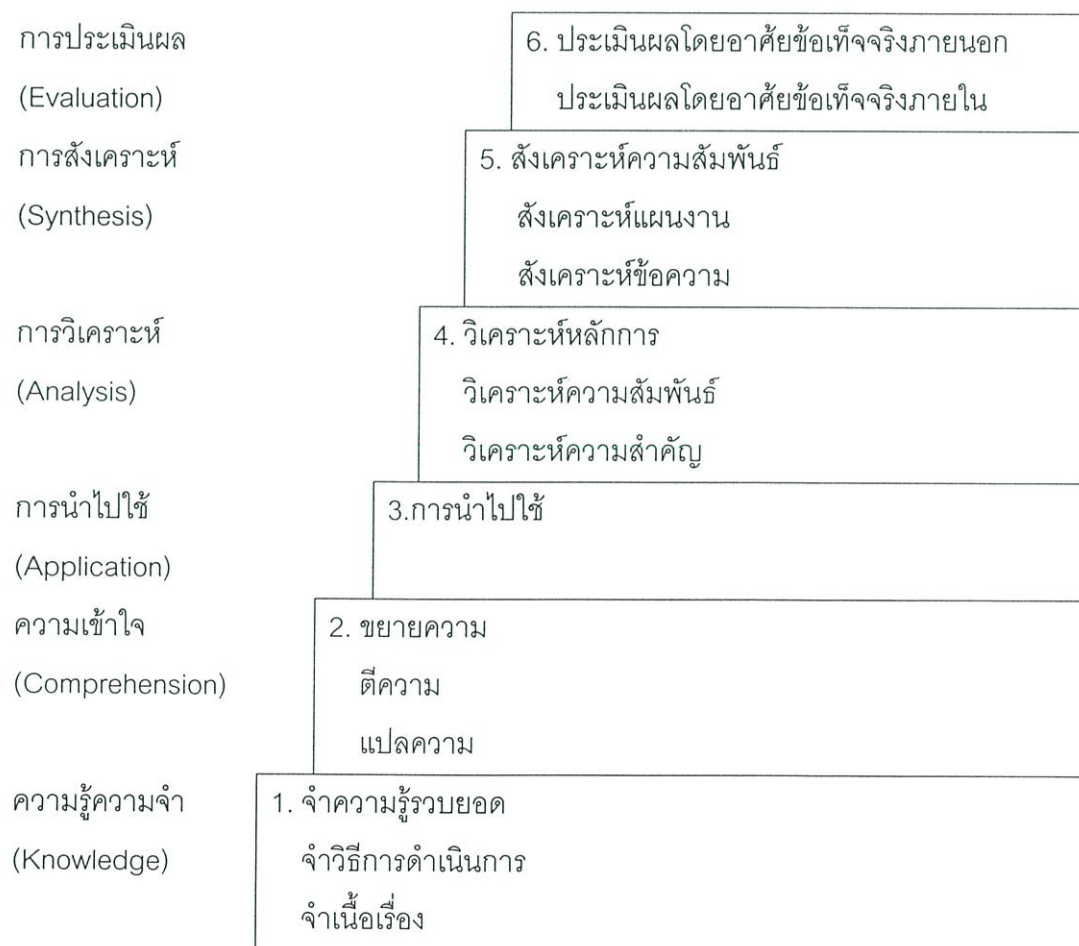 การประเมินผล
(Evaluation)
6. ประเมินผลโดยอาศัยข้อเท็จจริงภายนอก
ประเมินผลโดยอาศัยข้อเท็จจริงภายใน
การสังเคราะห์
(Synthesis)
5. สังเคราะห์ความสัมพันธ์
สังเคราะห์แผนงาน
สังเคราะห์ข้อความ
การวิเคราะห์
(Analysis)
4. วิเคราะห์หลักการ
วิเคราะห์ความสัมพันธ์
วิเคราะห์ความสำคัญ
การนำไปใช้
(Application)
3.การนำไปใช้
ความเข้าใจ
(Comprehension)
2. ขยายความ
ตีความ
แปลความ
ความรู้ความจำ
(Knowledge)
1. จำความรู้รวบยอด
จำวิธีการดำเนินการ
จำเนื้อเรื่อง